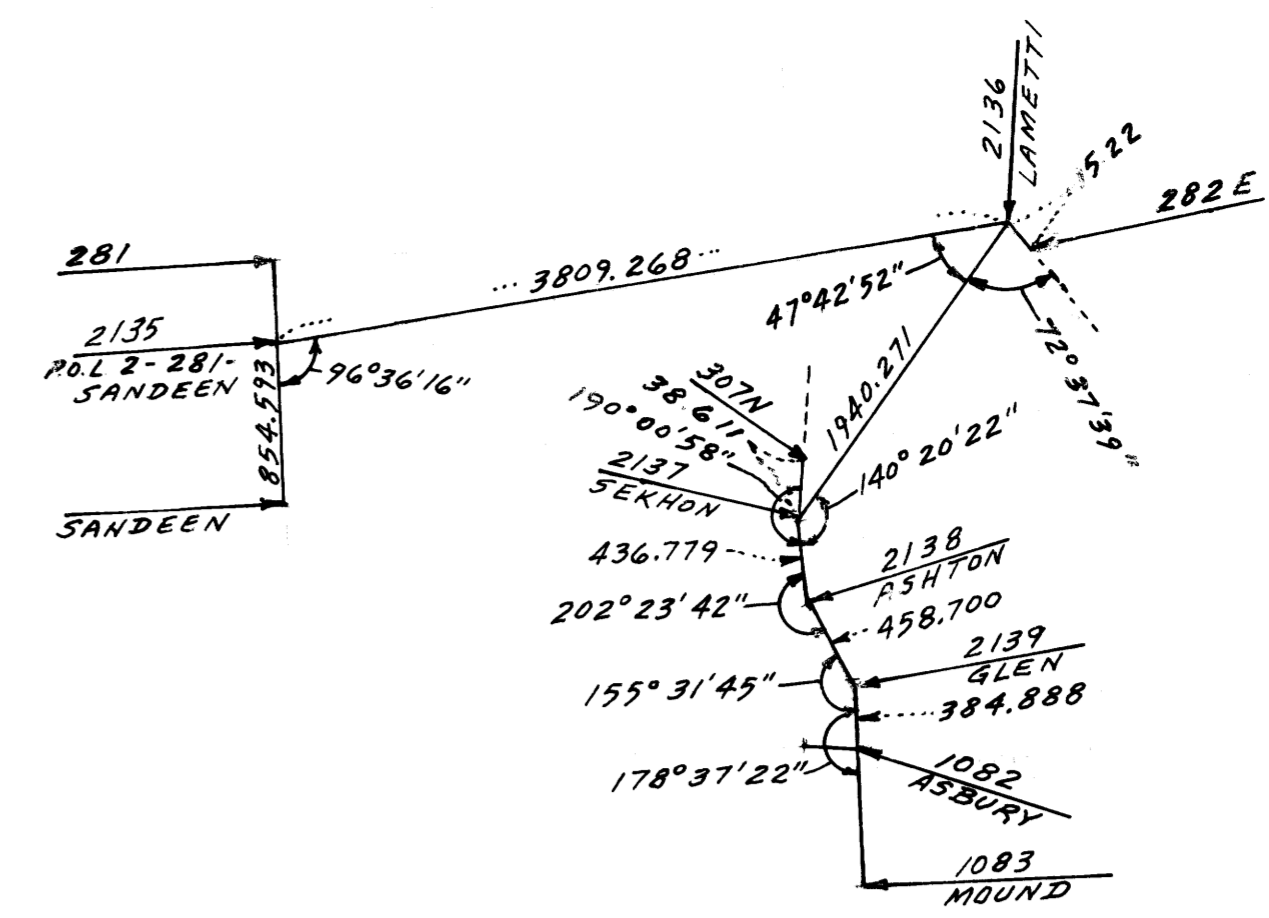 2136
LAMETTI
15.22
282 E
281
3809.268
47°42'52"
2135
P.O.L 2-281-
SANDEEN
96°36'16"
854.593
72°37'39"
1940.271
307N
38.611
190°00'58"
140°20'22"
2137
SEKHON
SANDEEN
436.779
2138
ASHTON
202°23'42"
458.700
2139
GLEN
155°31'45"
384.888
178°37'22"
1082
ASBURY
1083
MOUND